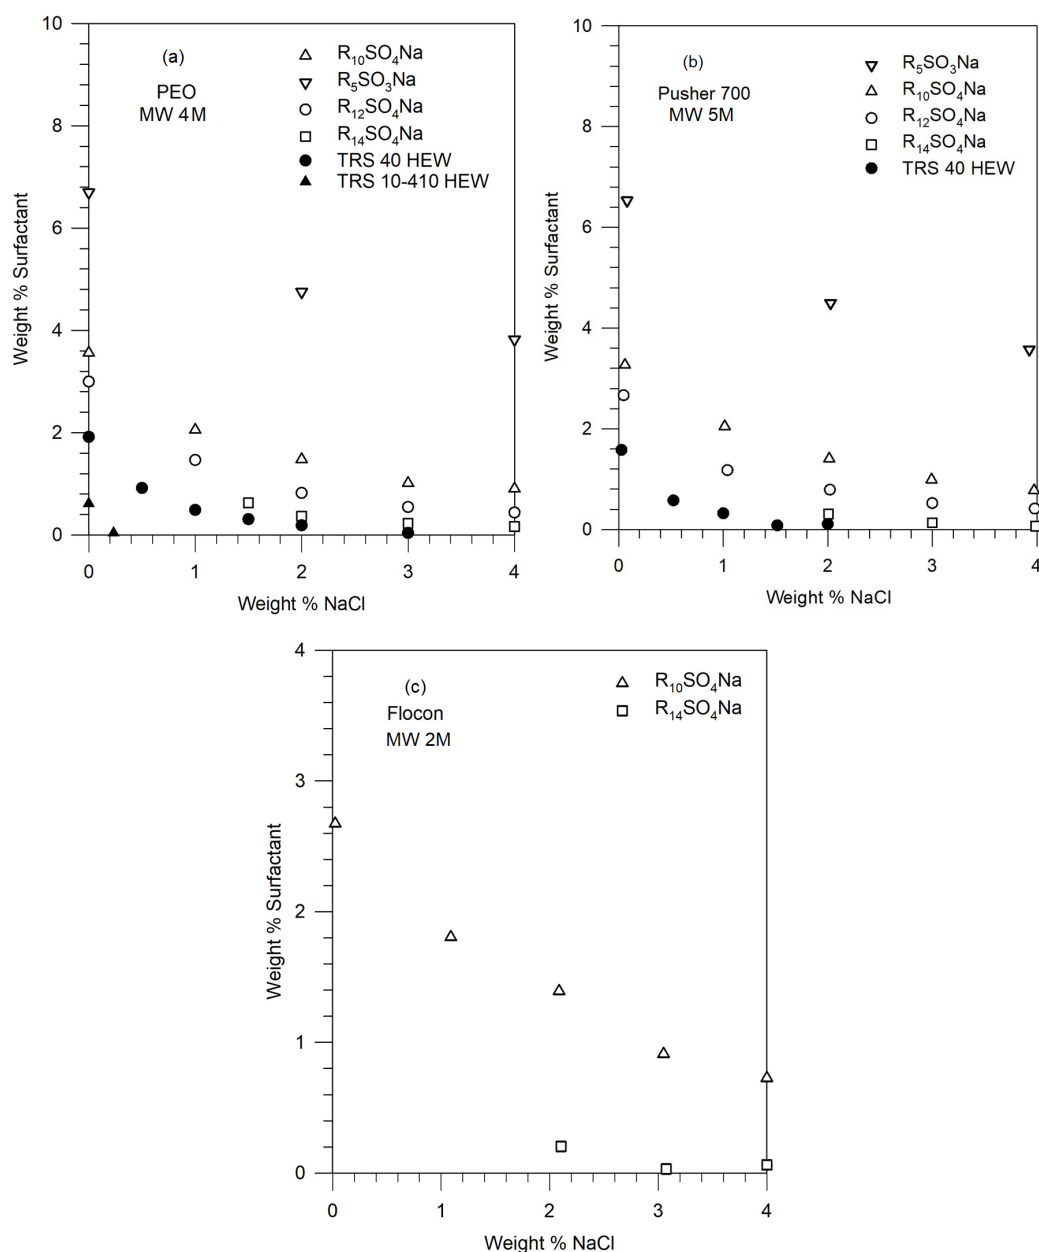 (a)
PEO
MW 4M
R₁₀SO₄Na
R₅SO₃Na
R₁₂SO₄Na
R₁₄SO₄Na
TRS 40 HEW
TRS 10-410 HEW
10
8
6
4
2
0
Weight % Surfactant
0 1 2 3 4
Weight % NaCl
(b)
Pusher 700
MW 5M
R₅SO₃Na
R₁₀SO₄Na
R₁₂SO₄Na
R₁₄SO₄Na
TRS 40 HEW
10
8
6
4
2
0
Weight % Surfactant
0 1 2 3 4
Weight % NaCl
(c)
Flocon
MW 2M
R₁₀SO₄Na
R₁₄SO₄Na
4
3
2
1
0
Weight % Surfactant
0 1 2 3 4
Weight % NaCl